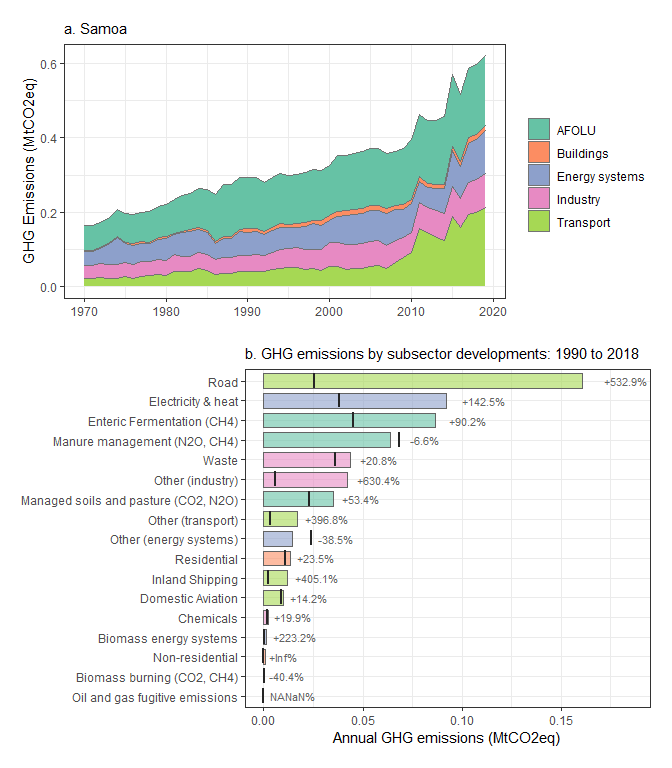 a. Samoa
GHG Emissions (MtCO2eq)
0.6
0.4
0.2
0.0
1970 1980 1990 2000 2010 2020
AFOLU
Buildings
Energy systems
Industry
Transport
b. GHG emissions by subsector developments: 1990 to 2018
Road +532.9%
Electricity & heat +142.5%
Enteric Fermentation (CH4) +90.2%
Manure management (N2O, CH4) -6.6%
Waste +20.8%
Other (industry) +630.4%
Managed soils and pasture (CO2, N2O) +53.4%
Other (transport) +396.8%
Other (energy systems) -38.5%
Residential +23.5%
Inland Shipping +405.1%
Domestic Aviation +14.2%
Chemicals +19.9%
Biomass energy systems +223.2%
Non-residential +Inf%
Biomass burning (CO2, CH4) -40.4%
Oil and gas fugitive emissions NANaN%
0.00 0.05 0.10 0.15
Annual GHG emissions (MtCO2eq)